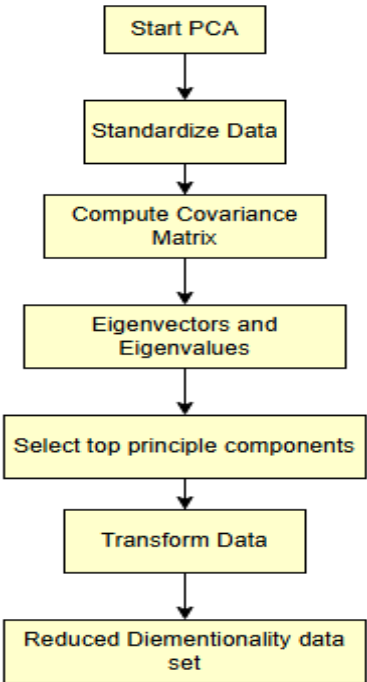 Start PCA
Standardize Data
Compute Covariance
Matrix
Eigenvectors and
Eigenvalues
Select top principle components
Transform Data
Reduced Diementionality data
set